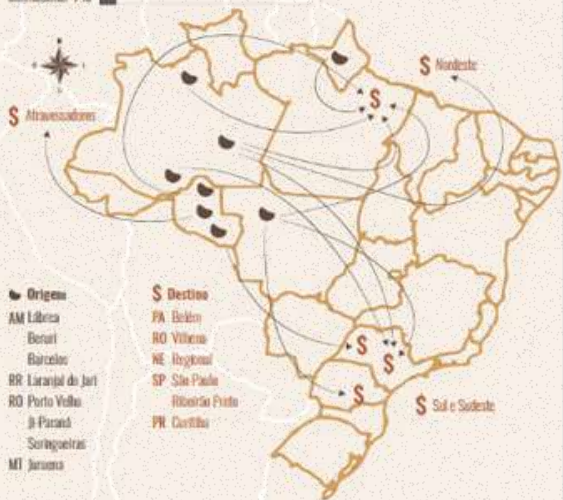 $ Nordeste
$ Atravessadores
Origem
AM Lábrea
Beruri
Barcelos
RR Laranjal do Jari
RO Porto Velho
Ji-Paraná
Seringueiras
MT Juruena
$ Destino
PA Belém
RO Vilhena
NE Regional
SP São Paulo
Ribeirão Preto
PR Curitiba
$ Sul e Sudeste
$
$
$
$